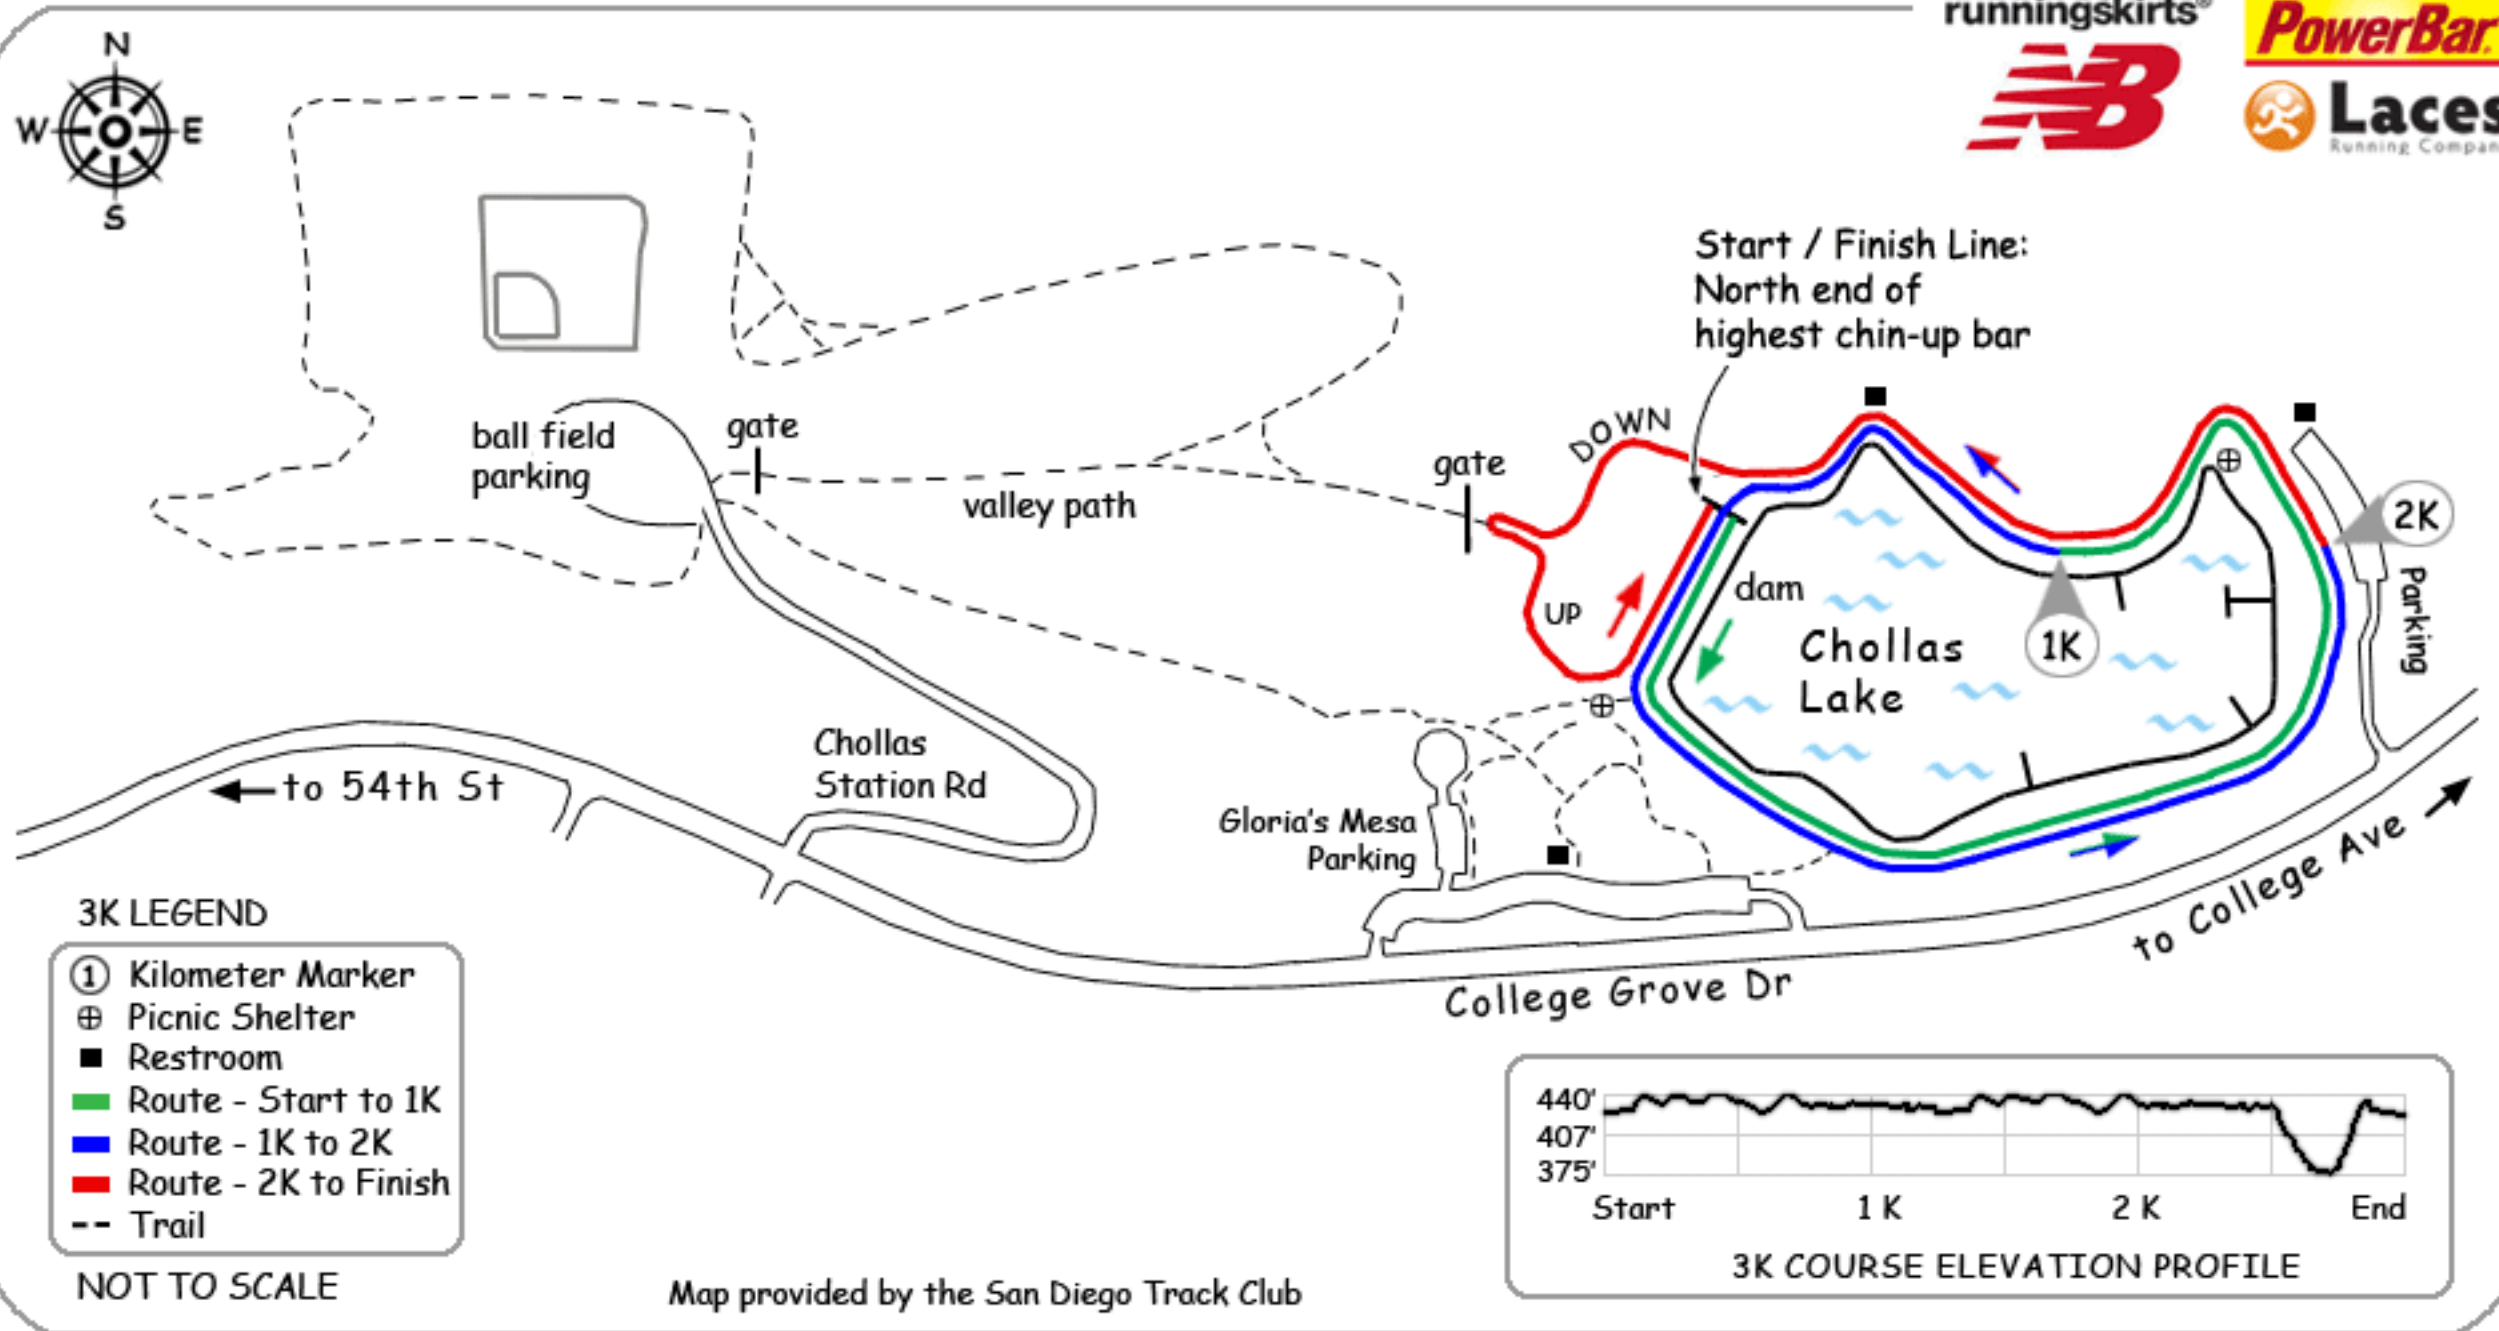 runningskirts®
PowerBar.
NB
Laces
Running Compan
N
W
E
S
Start / Finish Line:
North end of
highest chin-up bar
DOWN
gate
gate
ball field
parking
valley path
2K
UP
dam
Parking
Chollas
Lake
1K
Chollas
Station Rd
to 54th St
Gloria's Mesa
Parking
to College Ave
College Grove Dr
3K LEGEND
1 Kilometer Marker
Picnic Shelter
Restroom
Route - Start to 1K
Route - 1K to 2K
Route - 2K to Finish
Trail
NOT TO SCALE
Map provided by the San Diego Track Club
440'
407'
375'
Start 1 K 2 K End
3K COURSE ELEVATION PROFILE